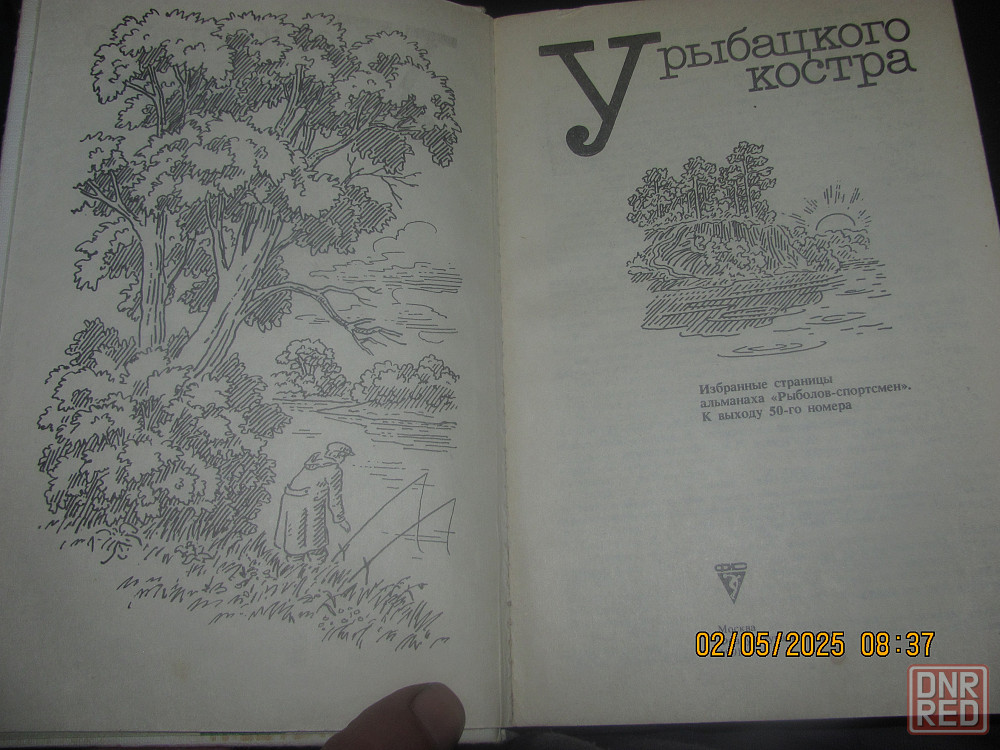 У рыбацкого
костра
Избранные страницы
альманаха «Рыболов-спортсмен».
К выходу 50-го номера
ФиС
Москва
02/05/2025 08:37
DNR
RED